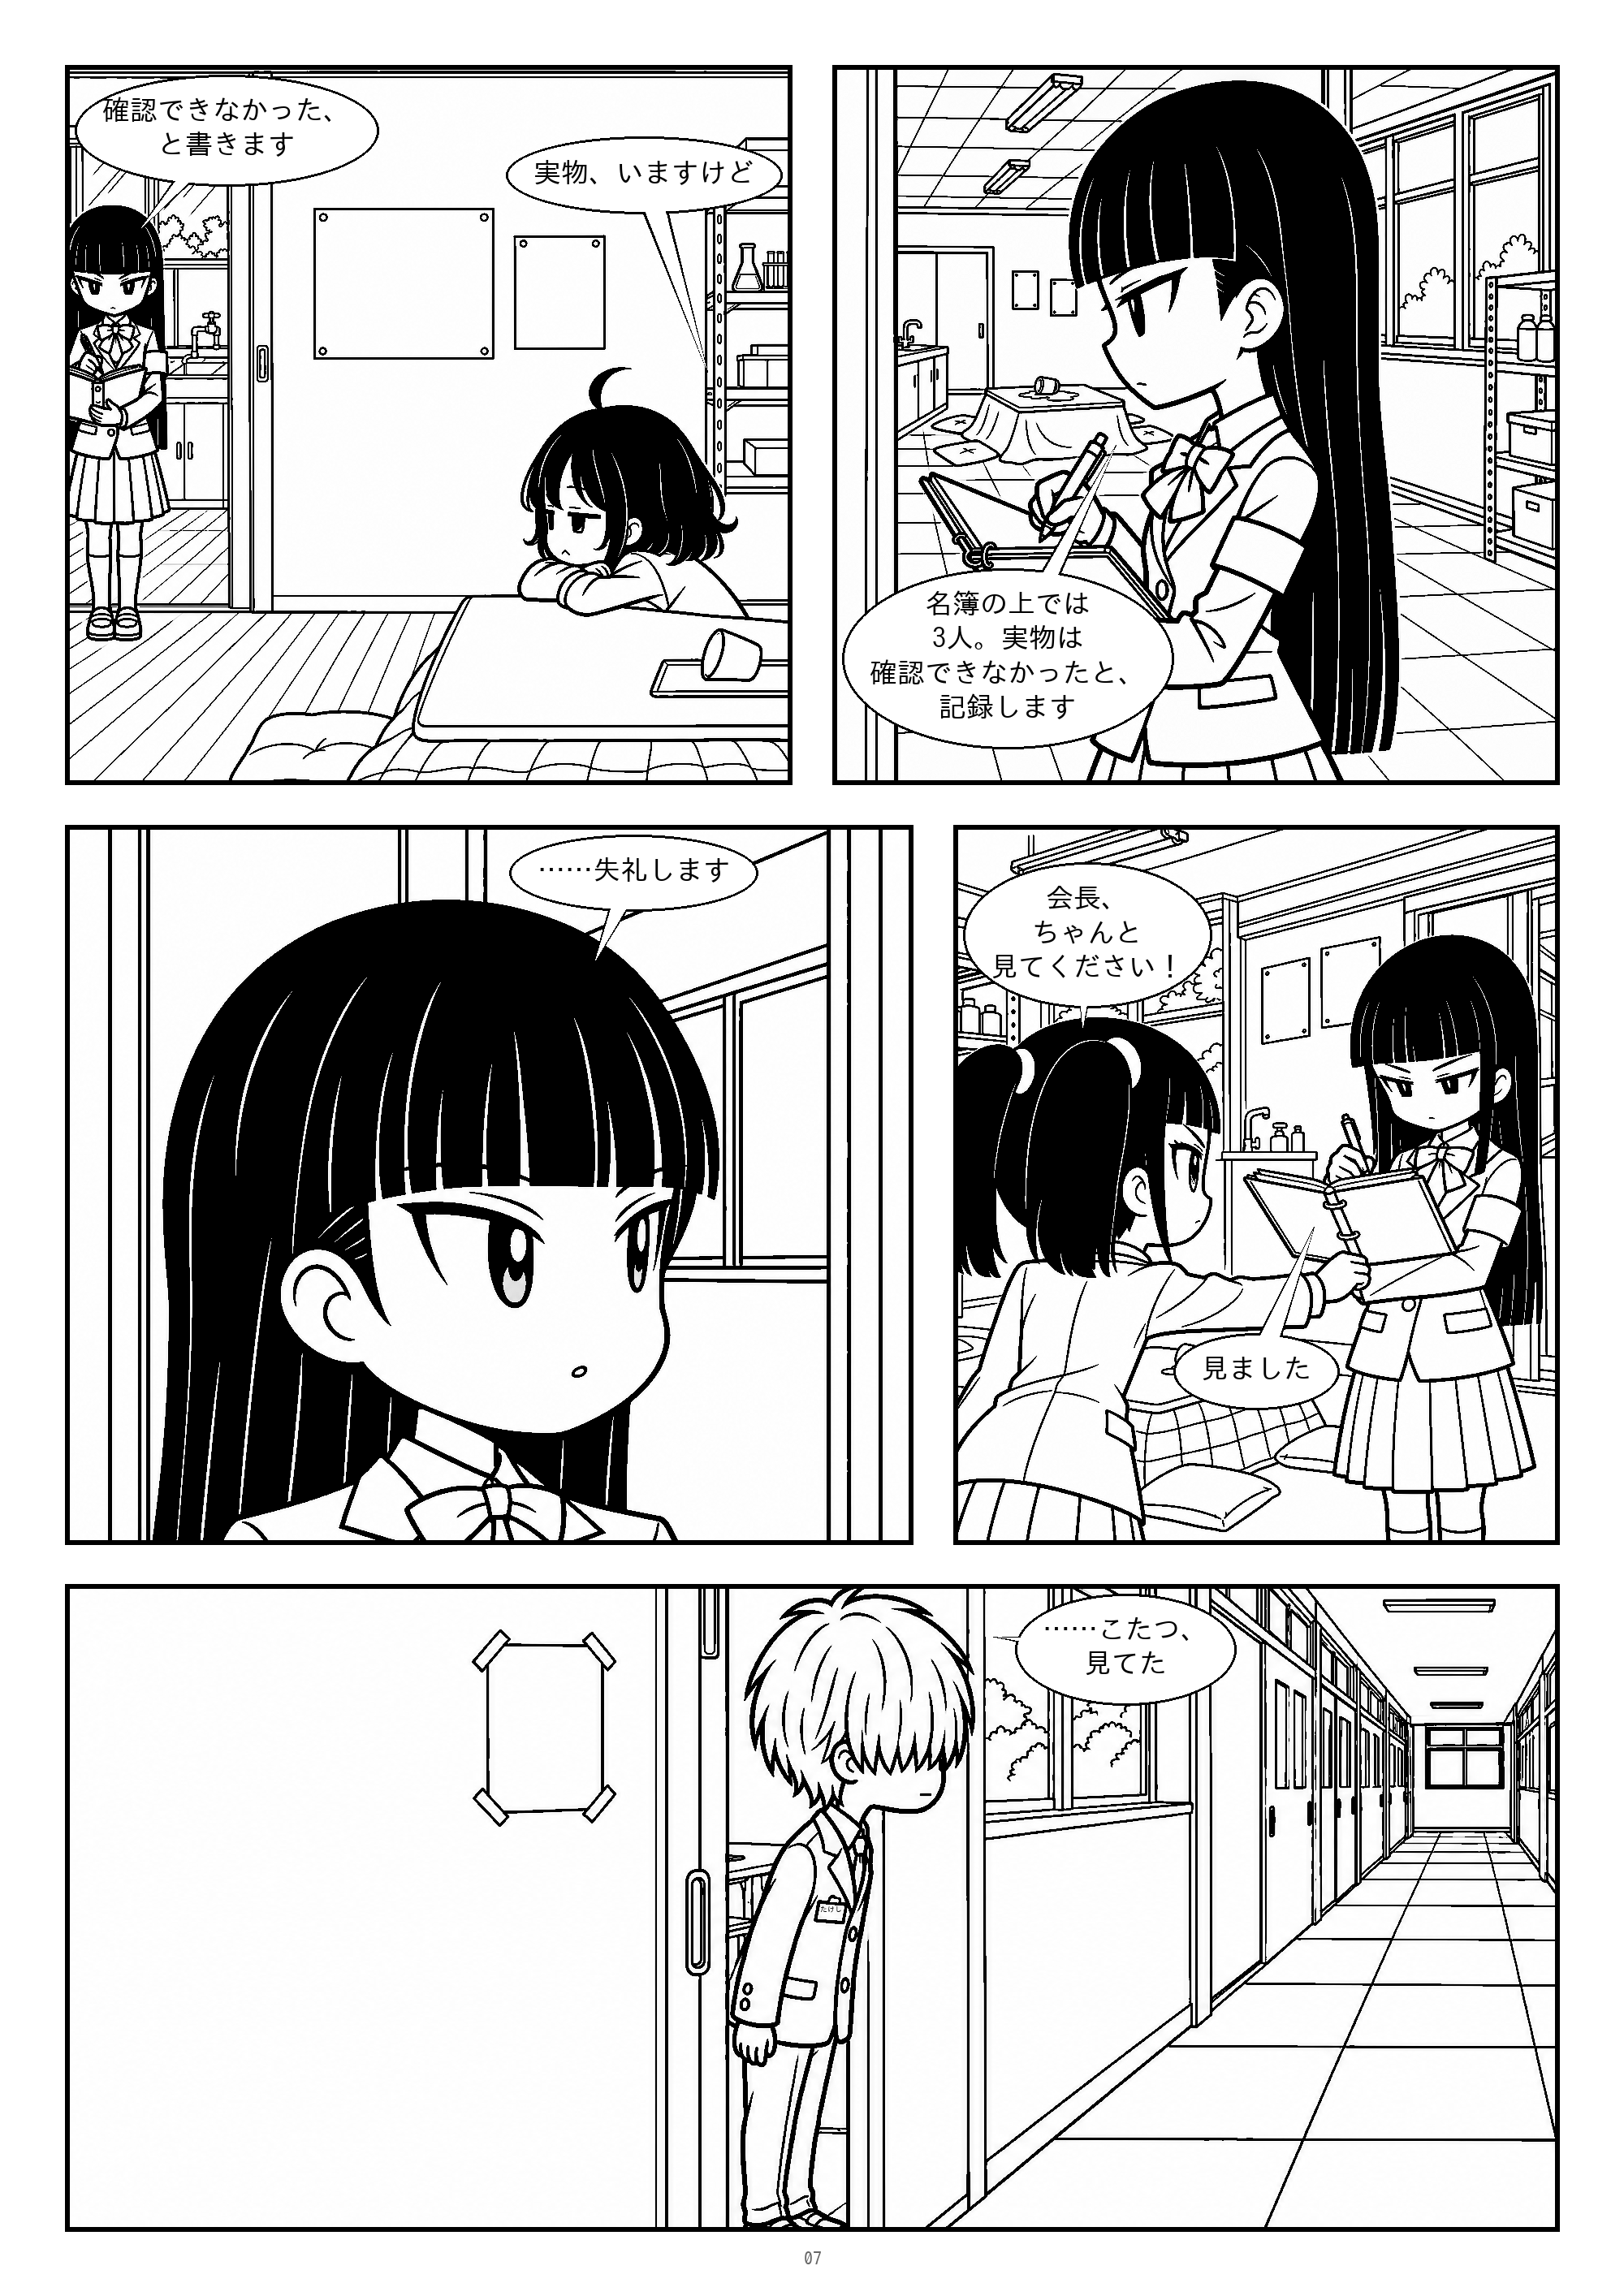 名簿の上では
3人。実物は
確認できなかったと、
記録します
実物、いますけど
確認できなかった、
と書きます
会長、
ちゃんと
見てください！
見ました
……失礼します
……こたつ、
見てた
たけし
07